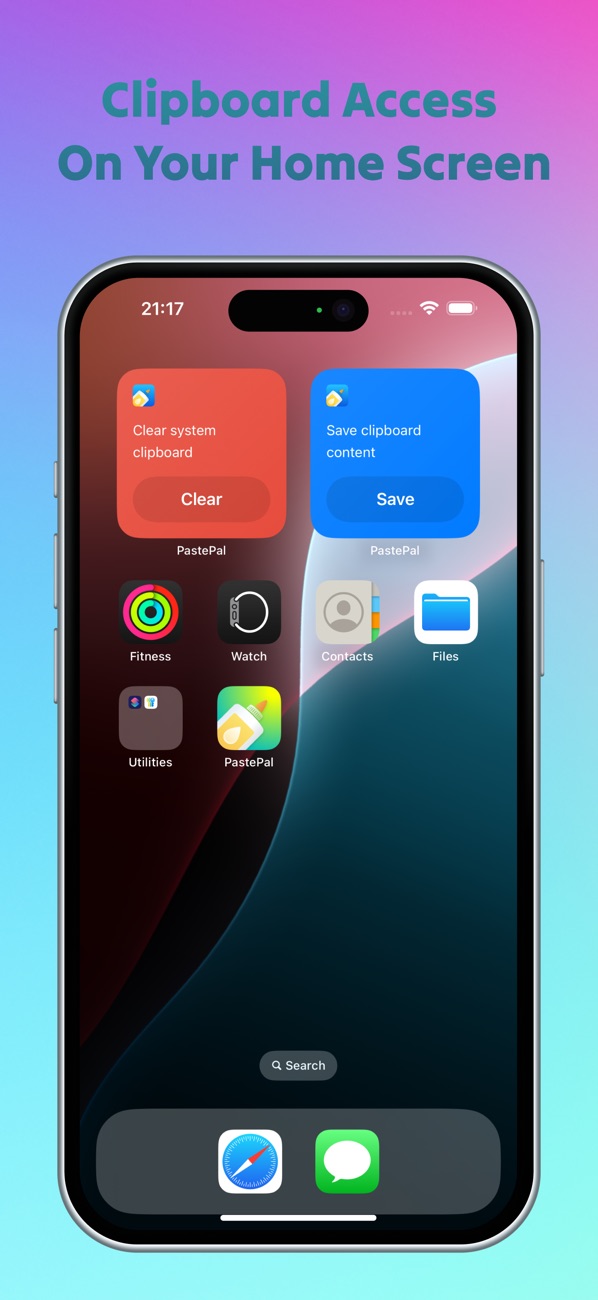 Clipboard Access
On Your Home Screen
21:17
Clear system
clipboard
Clear
PastePal
Save clipboard
content
Save
PastePal
Fitness
Watch
Contacts
Files
Utilities
PastePal
Search